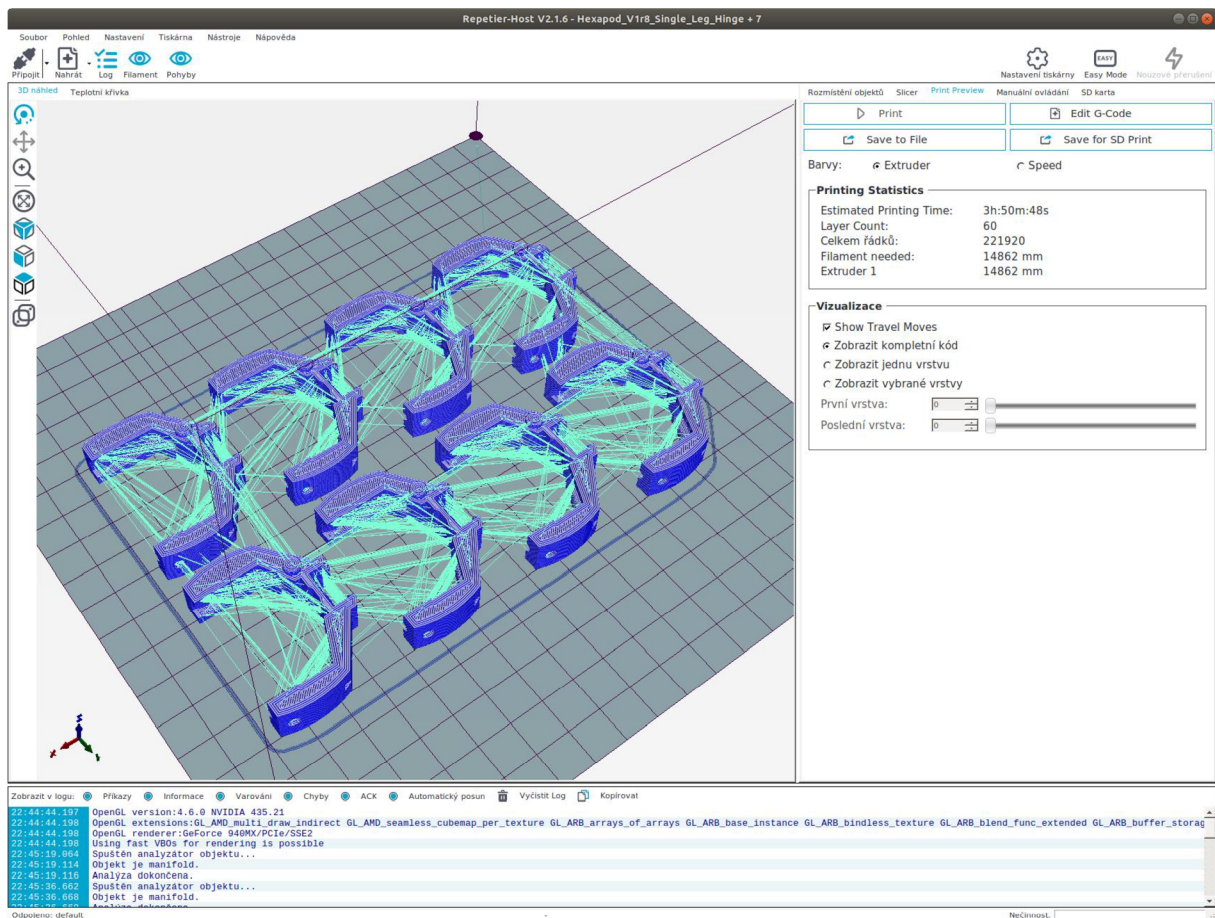 Repetier-Host V2.1.6 - Hexapod_V1r8_Single_Leg_Hinge + 7
Soubor Pohled Nastavení Tiskárna Nástroje Nápověda
Připojit Nahrát Log Filament Pohyby
EASY
Nastavení tiskárny Easy Mode Nouzové přerušení
3D náhled Teplotní křivka
Rozmístění objektů Slicer Print Preview Manuální ovládání SD karta
Print Edit G-Code
Save to File Save for SD Print
Barvy: Extruder Speed
Printing Statistics
Estimated Printing Time: 3h:50m:48s
Layer Count: 60
Celkem řádků: 221920
Filament needed: 14862 mm
Extruder 1 14862 mm
Vizualizace
Show Travel Moves
Zobrazit kompletní kód
Zobrazit jednu vrstvu
Zobrazit vybrané vrstvy
První vrstva: 0
Poslední vrstva: 0
Zobrazit v logu: Příkazy Informace Varování Chyby ACK Automatický posun Vyčistit Log Kopírovat
22:44:44.197 OpenGL version:4.6.0 NVIDIA 435.21
22:44:44.198 OpenGL extensions:GL_AMD_multi_draw_indirect GL_AMD_seamless_cubemap_per_texture GL_ARB_arrays_of_arrays GL_ARB_base_instance GL_ARB_bindless_texture GL_ARB_blend_func_extended GL_ARB_buffer_storag
22:44:44.198 OpenGL renderer:GeForce 940MX/PCIe/SSE2
22:44:44.198 Using fast VBOs for rendering is possible
22:45:19.064 Spuštěn analyzátor objektu...
22:45:19.114 Objekt je manifold.
22:45:19.116 Analýza dokončena.
22:45:36.662 Spuštěn analyzátor objektu...
22:45:36.668 Objekt je manifold.
Odpojeno: default - Nečinnost.